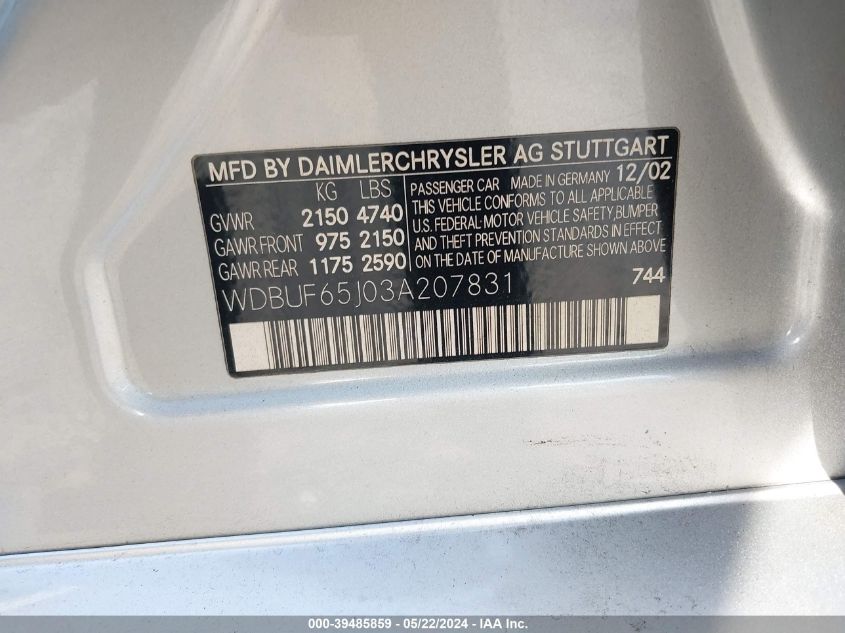 MFD BY DAIMLERCHRYSLER AG STUTTGART
KG LBS
GVWR 2150 4740
GAWR FRONT 975 2150
GAWR REAR 1175 2590
PASSENGER CAR MADE IN GERMANY 12/02
THIS VEHICLE CONFORMS TO ALL APPLICABLE
U.S. FEDERAL-MOTOR VEHICLE SAFETY,BUMPER
AND THEFT PREVENTION STANDARDS IN EFFECT
ON THE DATE OF MANUFACTURE SHOWN ABOVE
WDBUF65J03A207831 744
000-39485859 - 05/22/2024 - IAA Inc.